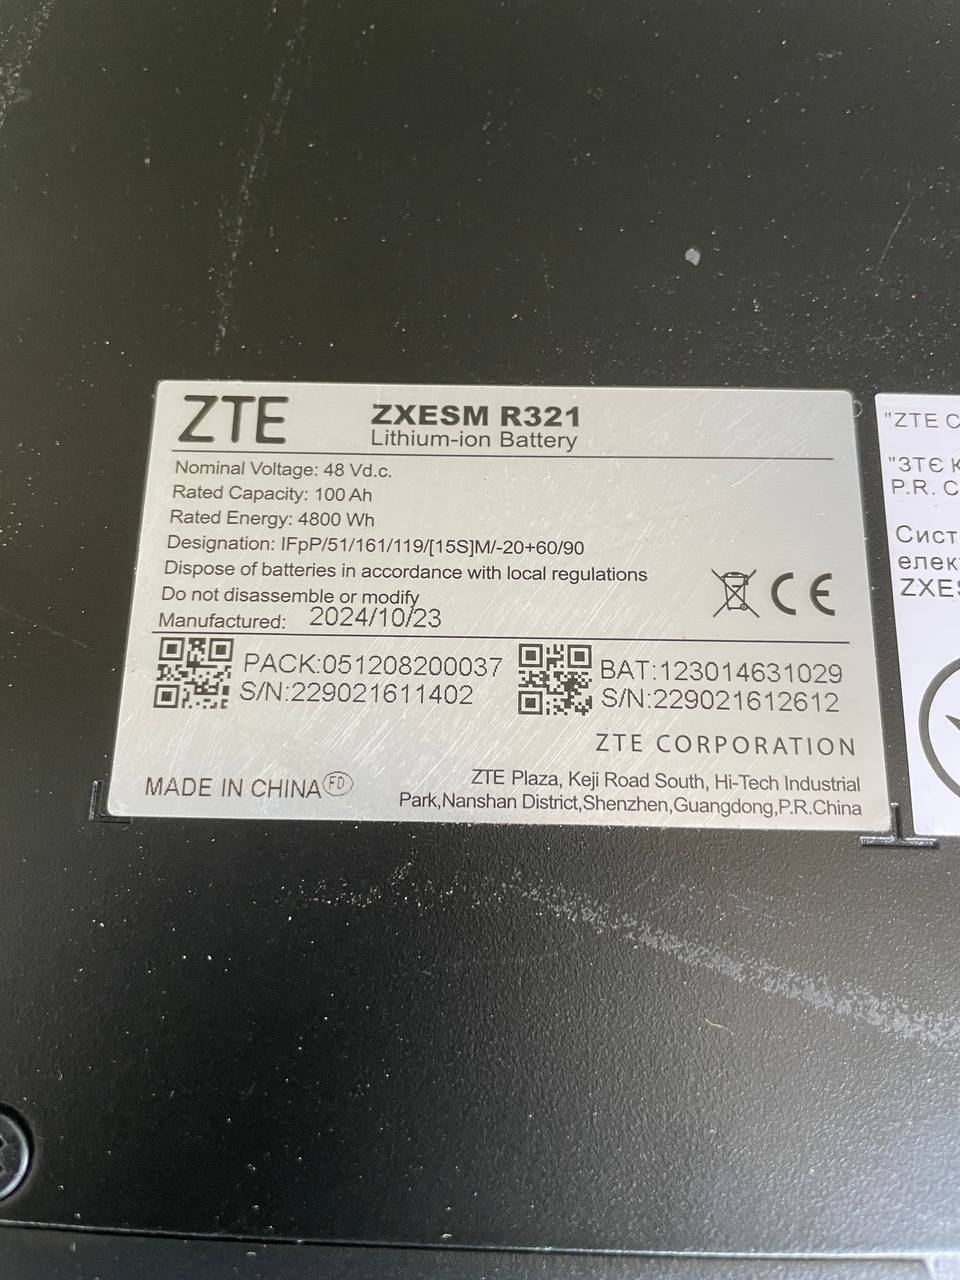 ZTE
ZXESM R321
Lithium-ion Battery
Nominal Voltage: 48 Vd.c.
Rated Capacity: 100 Ah
Rated Energy: 4800 Wh
Designation: IFpP/51/161/119/[15S]M/-20+60/90
Dispose of batteries in accordance with local regulations
Do not disassemble or modify
Manufactured: 2024/10/23
CE
PACK:051208200037
S/N:229021611402
BAT:123014631029
S/N:229021612612
ZTE CORPORATION
MADE IN CHINA FD
ZTE Plaza, Keji Road South, Hi-Tech Industrial
Park,Nanshan District,Shenzhen,Guangdong,P.R.China
"ZTE C
"ЗТЄ К
P.R. C
Сист
елек
ZXES